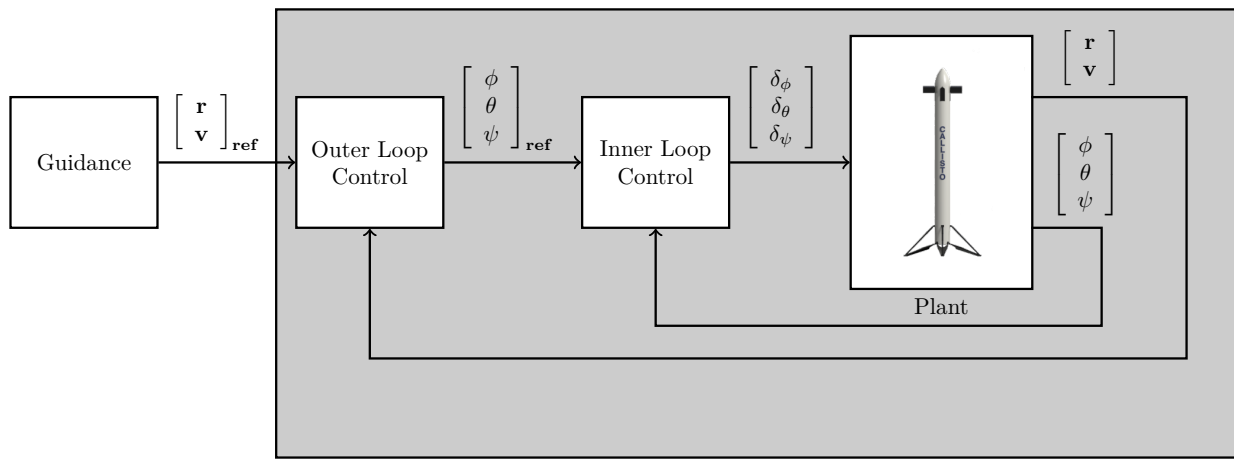 Guidance
[ r
v ]ref
Outer Loop
Control
[ ϕ
θ
ψ ]ref
Inner Loop
Control
[ δϕ
δθ
δψ ]
CALLISTO
Plant
[ r
v ]
[ ϕ
θ
ψ ]